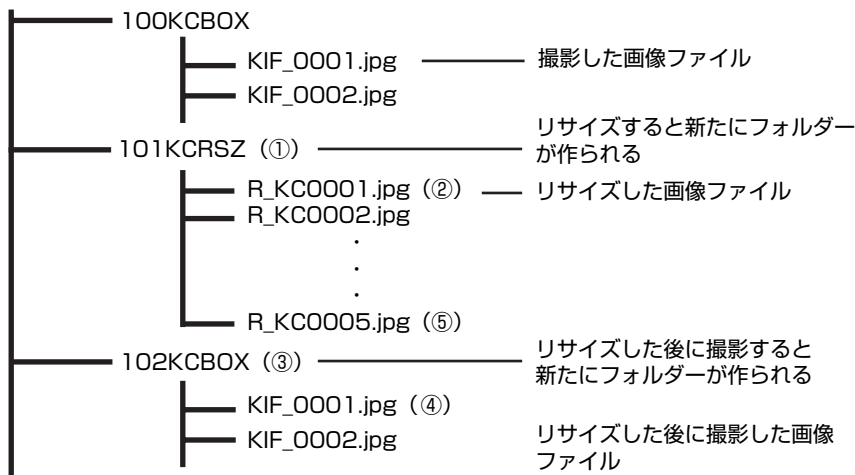 100KCBOX
KIF_0001.jpg 撮影した画像ファイル
KIF_0002.jpg
リサイズすると新たにフォルダー
が作られる
101KCRSZ（①）
R_KC0001.jpg（②） リサイズした画像ファイル
R_KC0002.jpg
・
・
・
R_KC0005.jpg（⑤）
リサイズした後に撮影すると
新たにフォルダーが作られる
102KCBOX（③）
KIF_0001.jpg（④）
KIF_0002.jpg リサイズした後に撮影した画像
ファイル